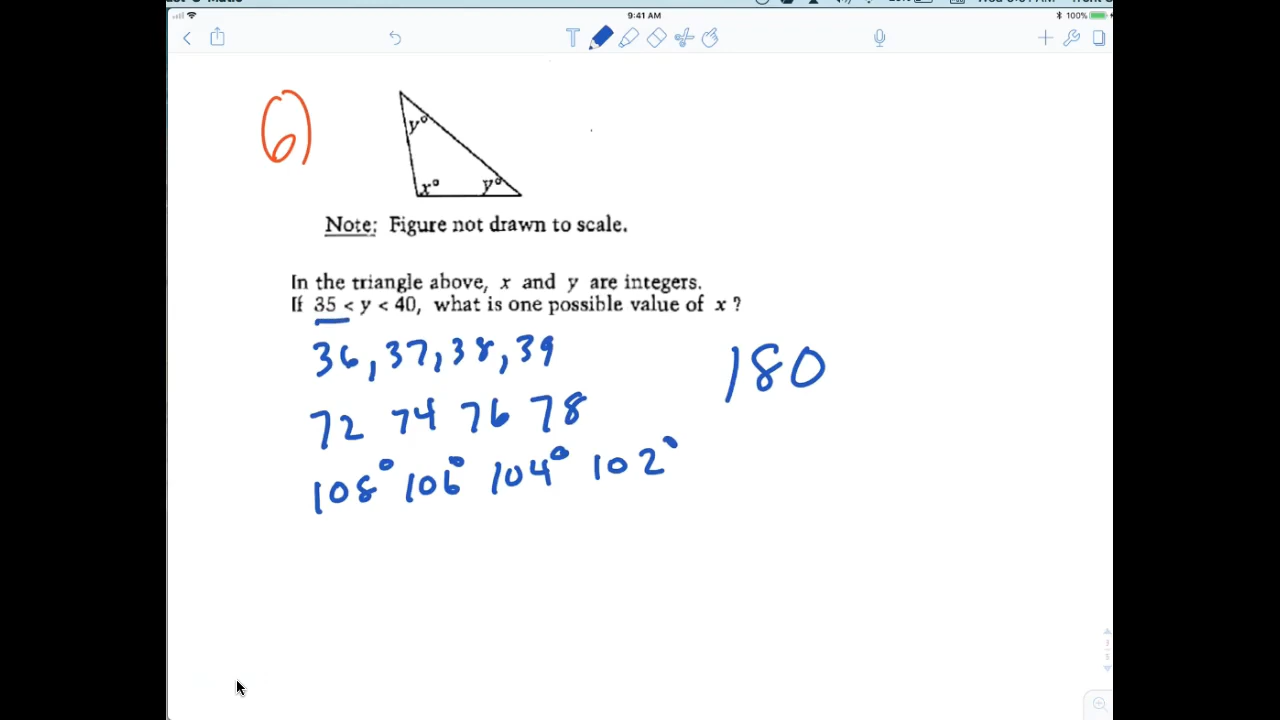 9:41 AM
100%
T
6)
y°
x° y°
Note: Figure not drawn to scale.
In the triangle above, x and y are integers.
If 35 < y < 40, what is one possible value of x ?
36, 37, 38, 39
180
72 74 76 78
108° 106° 104° 102°